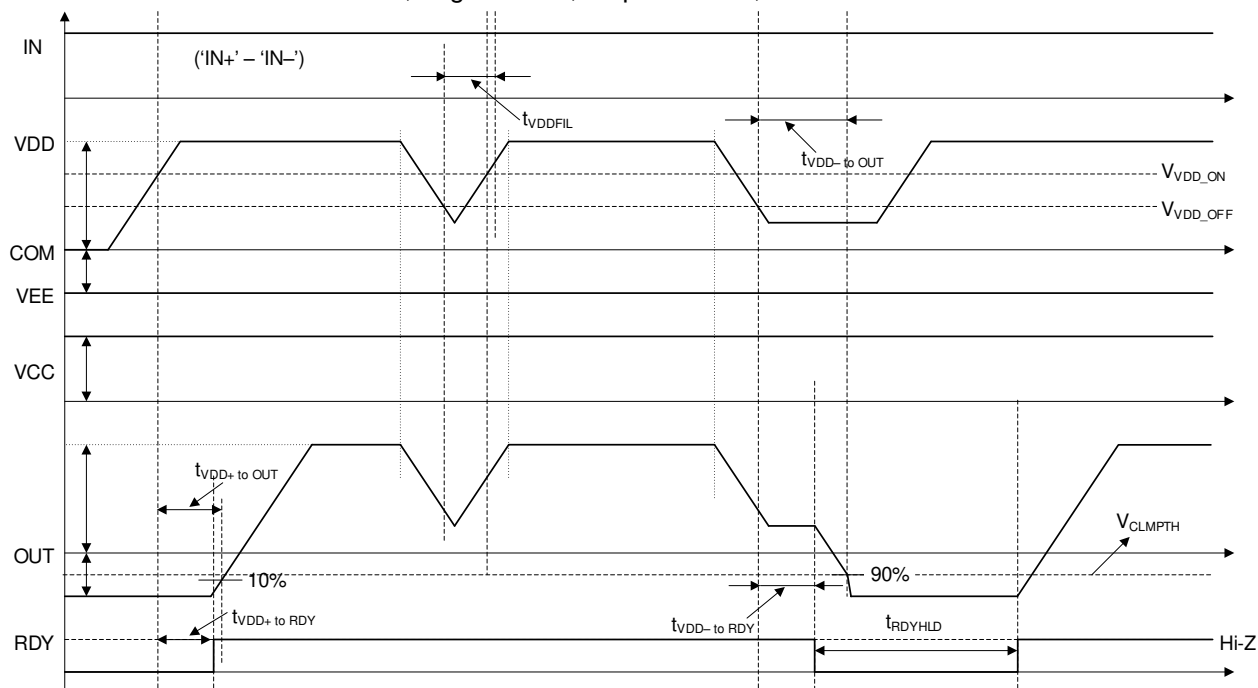 IN
('IN+' – 'IN–')
tVDDFIL
VDD
tVDD– to OUT
VVDD_ON
VVDD_OFF
COM
VEE
VCC
tVDD+ to OUT
VCLMPTH
OUT
10%
90%
tVDD+ to RDY
tVDD– to RDY
tRDYHLD
RDY
Hi-Z